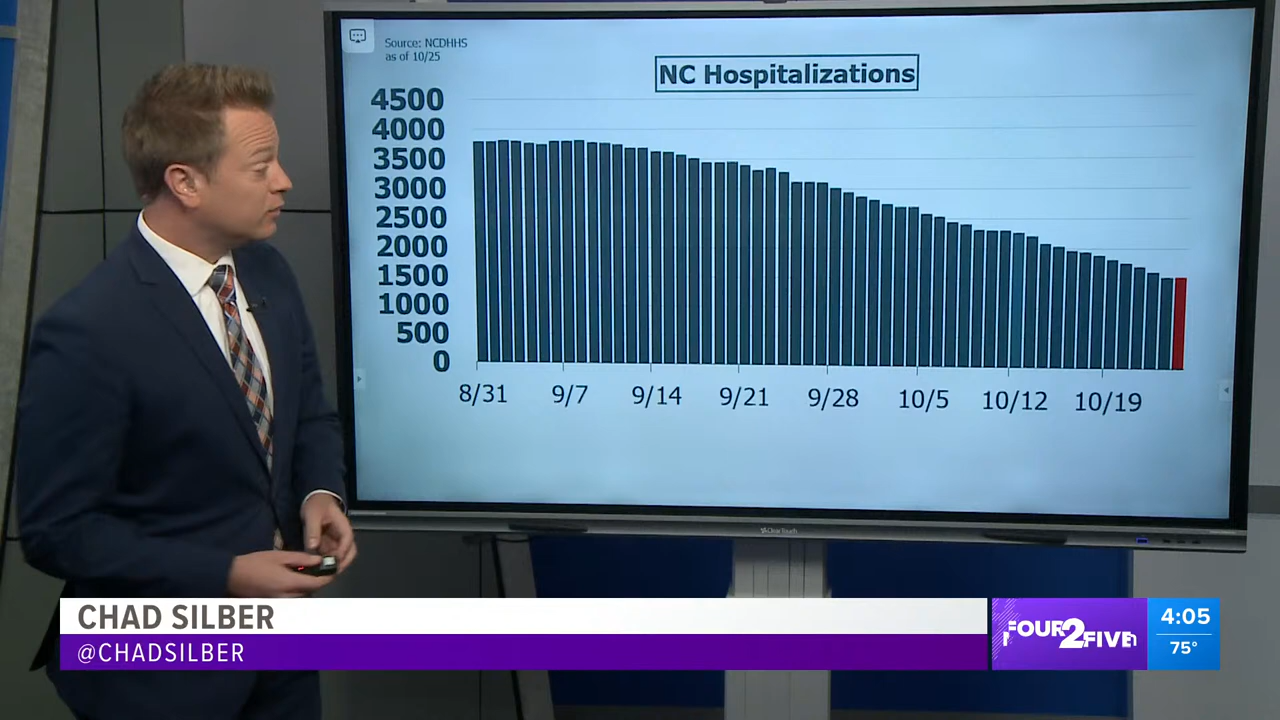 Source: NCDHHS
as of 10/25
NC Hospitalizations
4500
4000
3500
3000
2500
2000
1500
1000
500
0
8/31 9/7 9/14 9/21 9/28 10/5 10/12 10/19
Clear Touch
CHAD SILBER
@CHADSILBER
FOUR2FIVE
4:05
75°